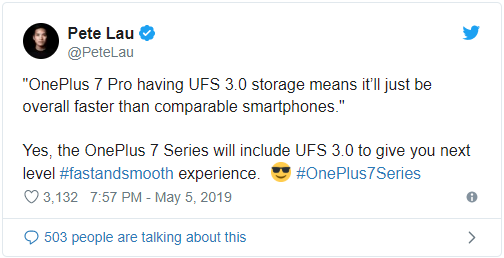 Pete Lau
@PeteLau
"OnePlus 7 Pro having UFS 3.0 storage means it’ll just be
overall faster than comparable smartphones."
Yes, the OnePlus 7 Series will include UFS 3.0 to give you next
level #fastandsmooth experience. 😎 #OnePlus7Series
3,132 7:57 PM - May 5, 2019
503 people are talking about this